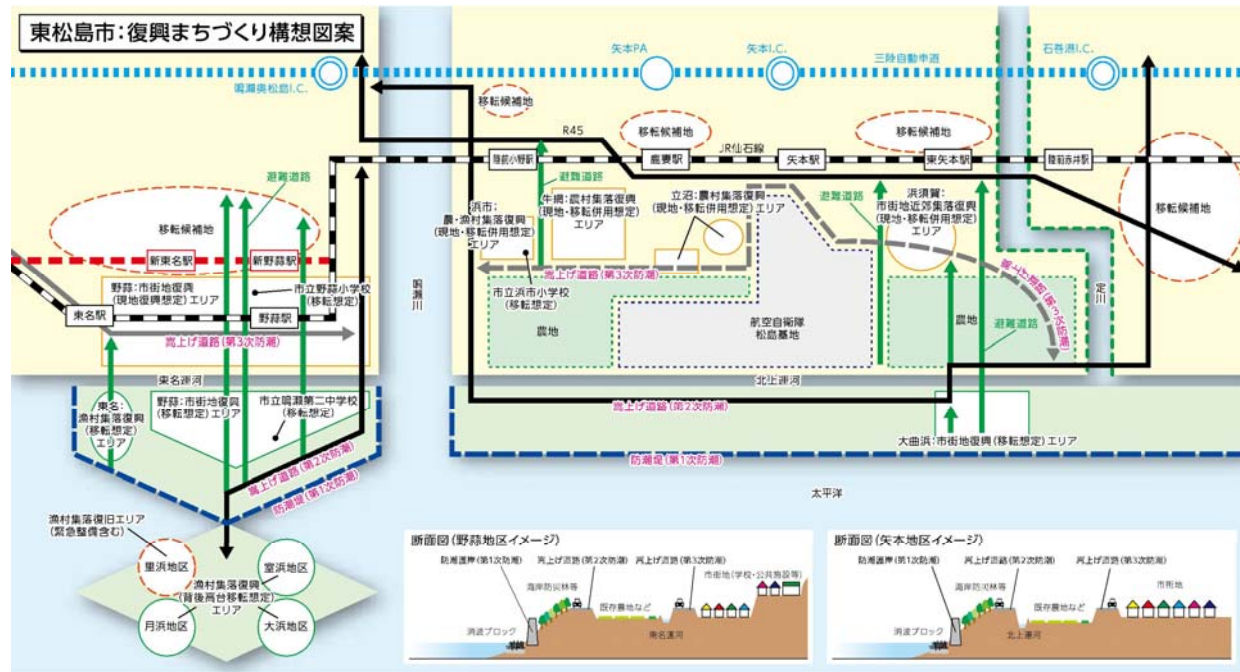 東松島市：復興まちづくり構想図案
鳴瀬奥松島I.C.
矢本PA
矢本I.C.
三陸自動車道
石巻港I.C.
移転候補地
R45
移転候補地
JR仙石線
移転候補地
移転候補地
陸前小野駅
鹿妻駅
矢本駅
東矢本駅
陸前赤井駅
避難道路
移転候補地
新東名駅
新野蒜駅
野蒜：市街地復興
(現地復興想定)エリア
市立野蒜小学校
(移転想定)
東名駅
野蒜駅
嵩上げ道路(第3次防潮)
東名運河
東名：
漁村集落復興
(移転想定)
エリア
野蒜：市街地復興
(移転想定)エリア
市立鳴瀬第二中学校
(移転想定)
嵩上げ道路(第2次防潮)
防潮堤(第1次防潮)
鳴瀬川
浜市：
農・漁村集落復興
(現地・移転併用想定)
エリア
避難道路
牛網：農村集落復興
(現地・移転併用想定)
エリア
立沼：農村集落復興
(現地・移転併用想定)エリア
避難道路
浜須賀：
市街地近郊集落復興
(現地・移転併用想定)
エリア
嵩上げ道路(第3次防潮)
市立浜市小学校
(移転想定)
農地
航空自衛隊
松島基地
農地
避難道路
嵩上げ道路(第3次防潮)
定川
北上運河
嵩上げ道路(第2次防潮)
大曲浜：市街地復興(移転想定)エリア
防潮堤(第1次防潮)
太平洋
漁村集落復旧エリア
(緊急整備含む)
里浜地区
室浜地区
漁村集落復興
(背後高台移転想定)
エリア
月浜地区
大浜地区
断面図(野蒜地区イメージ)
防潮護岸(第1次防潮)
嵩上げ道路(第2次防潮)
嵩上げ道路(第3次防潮)
海岸防災林等
市街地(学校・公共施設等)
既存農地など
消波ブロック
東名運河
断面図(矢本地区イメージ)
防潮護岸(第1次防潮)
嵩上げ道路(第2次防潮)
嵩上げ道路(第3次防潮)
海岸防災林等
市街地
既存農地など
消波ブロック
北上運河